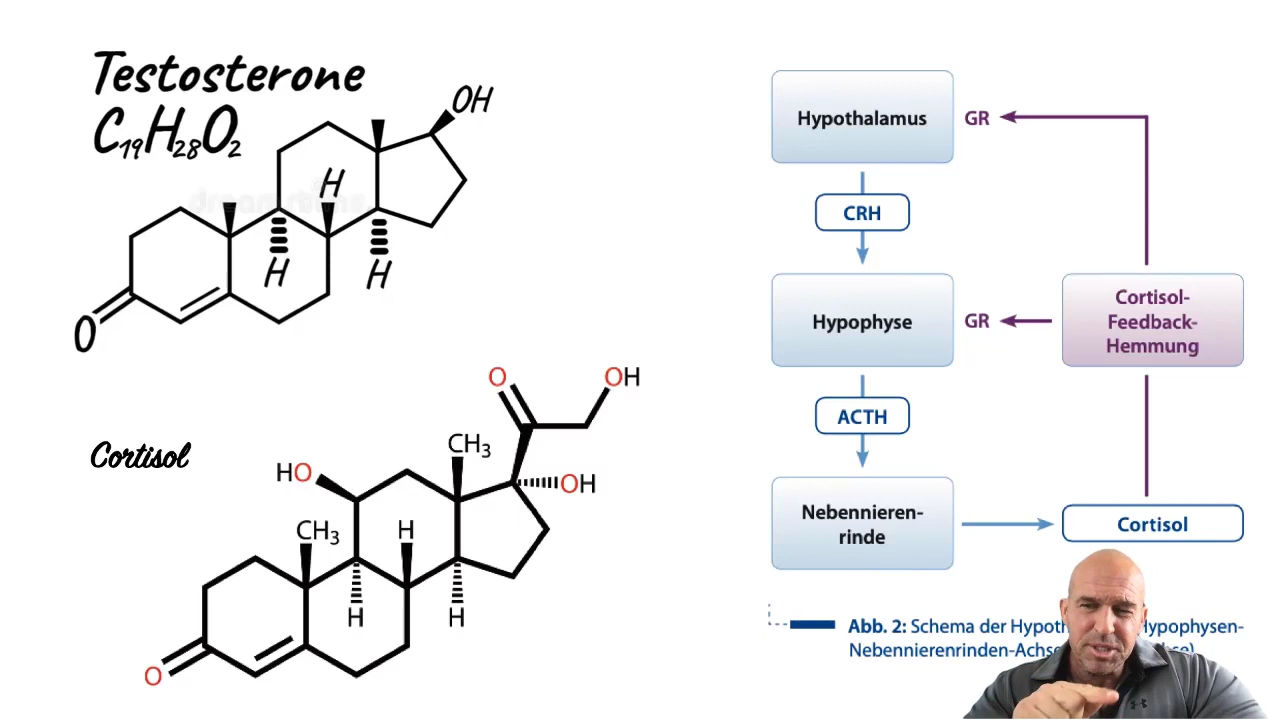 Testosterone
C19H28O2
OH
H
H
H
O
Cortisol
O
OH
CH3
OH
HO
CH3
H
H
H
O
Hypothalamus
GR
CRH
Hypophyse
GR
Cortisol-
Feedback-
Hemmung
ACTH
Nebennieren-
rinde
Cortisol
Abb. 2: Schema der Hypoth ypophysen-
Nebennierenrinden-Achse